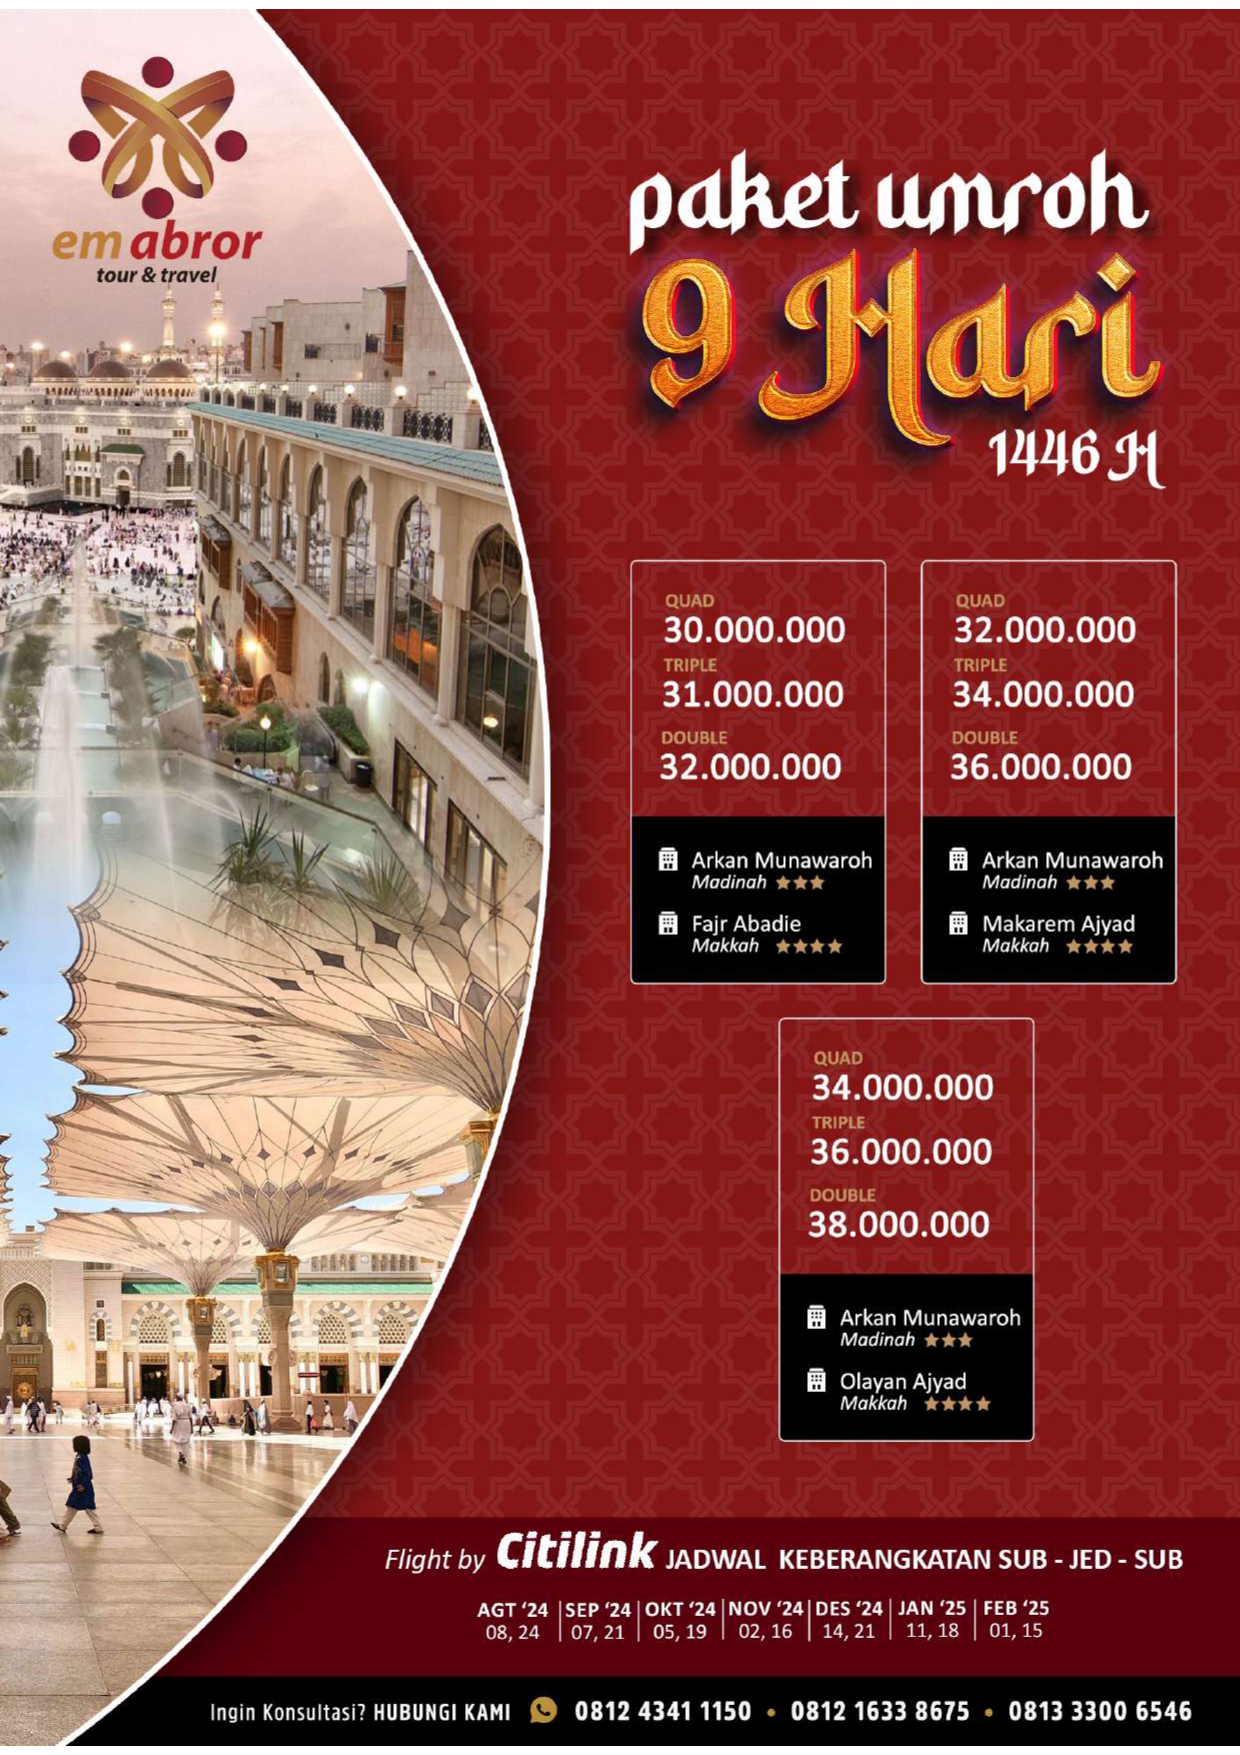 em abror
tour & travel
paket umroh
9 Hari
1446 H
QUAD
30.000.000
TRIPLE
31.000.000
DOUBLE
32.000.000
Arkan Munawaroh
Madinah
Fajr Abadie
Makkah
QUAD
32.000.000
TRIPLE
34.000.000
DOUBLE
36.000.000
Arkan Munawaroh
Madinah
Makarem Ajyad
Makkah
QUAD
34.000.000
TRIPLE
36.000.000
DOUBLE
38.000.000
Arkan Munawaroh
Madinah
Olayan Ajyad
Makkah
Flight by Citilink JADWAL KEBERANGKATAN SUB - JED - SUB
AGT ‘24 | SEP ‘24 | OKT ‘24 | NOV ‘24 | DES ‘24 | JAN ‘25 | FEB ‘25
08, 24 | 07, 21 | 05, 19 | 02, 16 | 14, 21 | 11, 18 | 01, 15
Ingin Konsultasi? HUBUNGI KAMI 0812 4341 1150 • 0812 1633 8675 • 0813 3300 6546